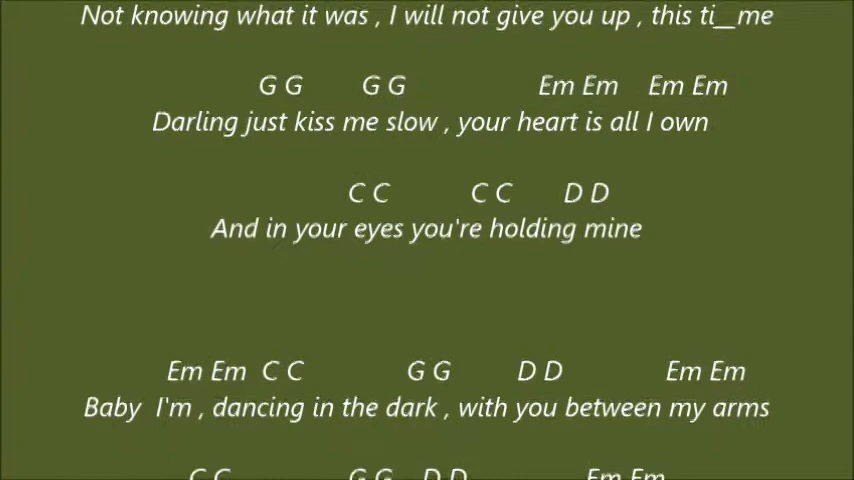 Not knowing what it was , I will not give you up , this ti__me
G G G G Em Em Em Em
Darling just kiss me slow , your heart is all I own
C C C C D D
And in your eyes you're holding mine
Em Em C C G G D D Em Em
Baby I'm , dancing in the dark , with you between my arms
C C G G D D Em Em